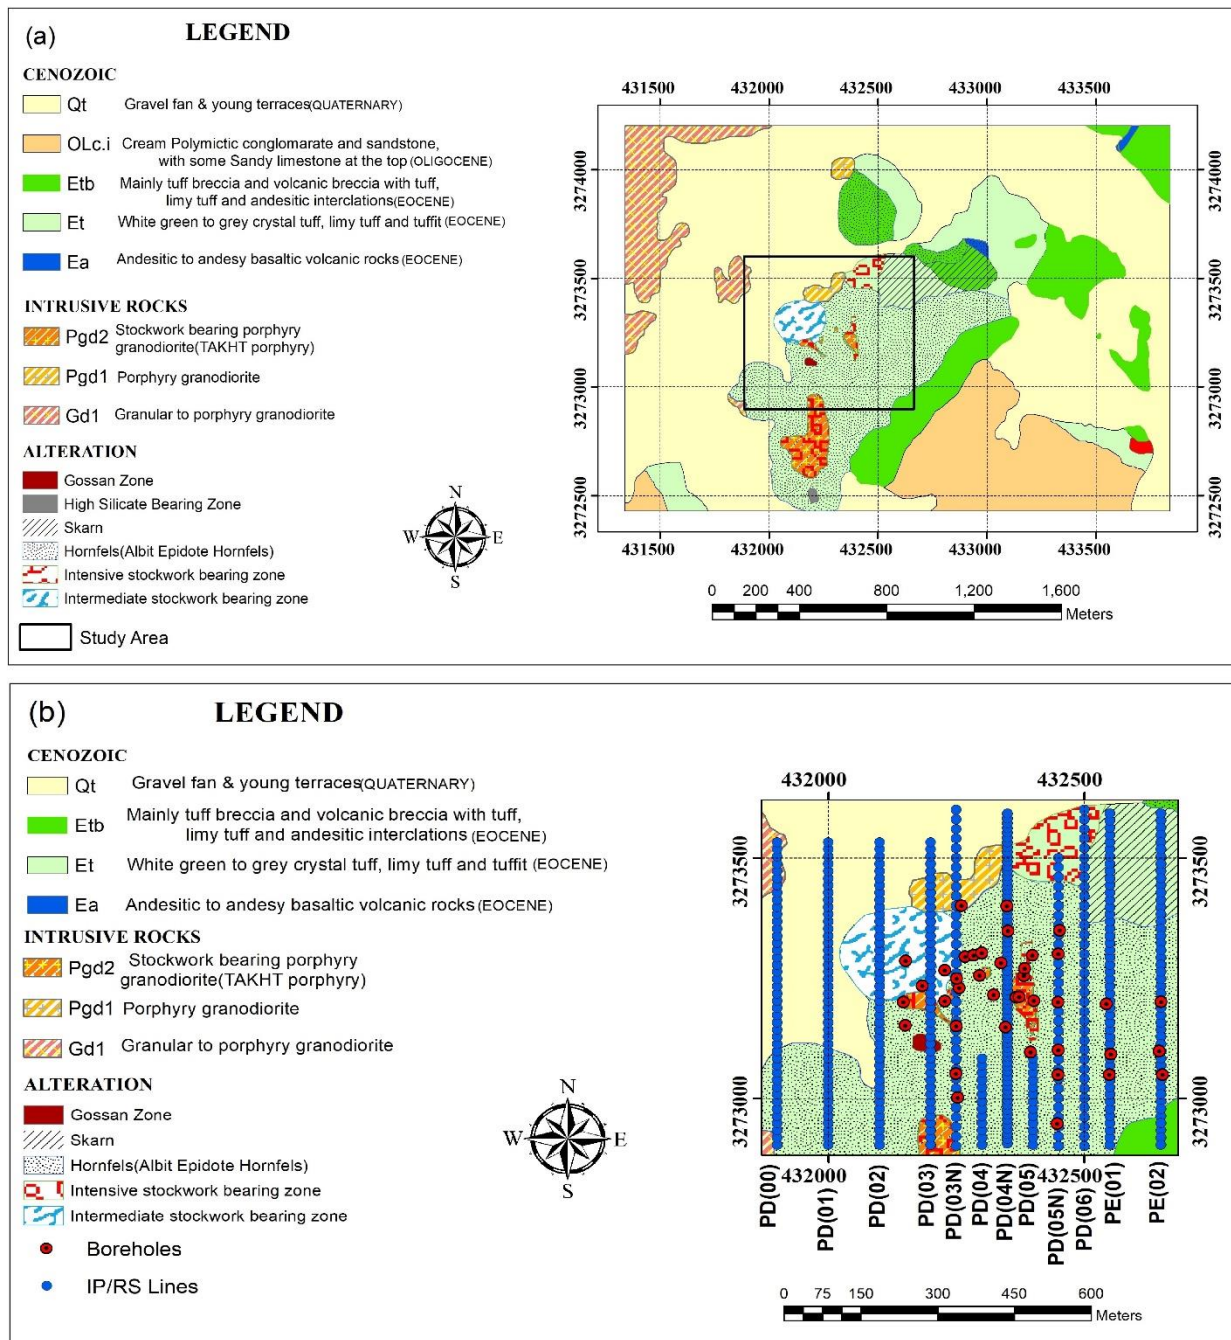 (a)
LEGEND
CENOZOIC
Qt Gravel fan & young terraces(QUATERNARY)
OLc.i Cream Polymictic conglomarate and sandstone,
with some Sandy limestone at the top (OLIGOCENE)
Etb Mainly tuff breccia and volcanic breccia with tuff,
limy tuff and andesitic interclations(EOCENE)
Et White green to grey crystal tuff, limy tuff and tuffit (EOCENE)
Ea Andesitic to andesy basaltic volcanic rocks (EOCENE)
INTRUSIVE ROCKS
Pgd2 Stockwork bearing porphyry
granodiorite(TAKHT porphyry)
Pgd1 Porphyry granodiorite
Gd1 Granular to porphyry granodiorite
ALTERATION
Gossan Zone
High Silicate Bearing Zone
Skarn
Hornfels(Albit Epidote Hornfels)
Intensive stockwork bearing zone
Intermediate stockwork bearing zone
Study Area
N
W E
S
431500 432000 432500 433000 433500
3274000 3274000
3273500 3273500
3273000 3273000
3272500 3272500
431500 432000 432500 433000 433500
0 200 400 800 1,200 1,600
Meters
(b)
LEGEND
CENOZOIC
Qt Gravel fan & young terraces(QUATERNARY)
Etb Mainly tuff breccia and volcanic breccia with tuff,
limy tuff and andesitic interclations (EOCENE)
Et White green to grey crystal tuff, limy tuff and tuffit (EOCENE)
Ea Andesitic to andesy basaltic volcanic rocks (EOCENE)
INTRUSIVE ROCKS
Pgd2 Stockwork bearing porphyry
granodiorite(TAKHT porphyry)
Pgd1 Porphyry granodiorite
Gd1 Granular to porphyry granodiorite
ALTERATION
Gossan Zone
Skarn
Hornfels(Albit Epidote Hornfels)
Intensive stockwork bearing zone
Intermediate stockwork bearing zone
Boreholes
IP/RS Lines
N
W E
S
432000 432500
3273500 3273500
3273000 3273000
432000 432500
PD(00)
PD(01)
PD(02)
PD(03)
PD(03N)
PD(04)
PD(04N)
PD(05)
PD(05N)
PD(06)
PE(01)
PE(02)
0 75 150 300 450 600
Meters